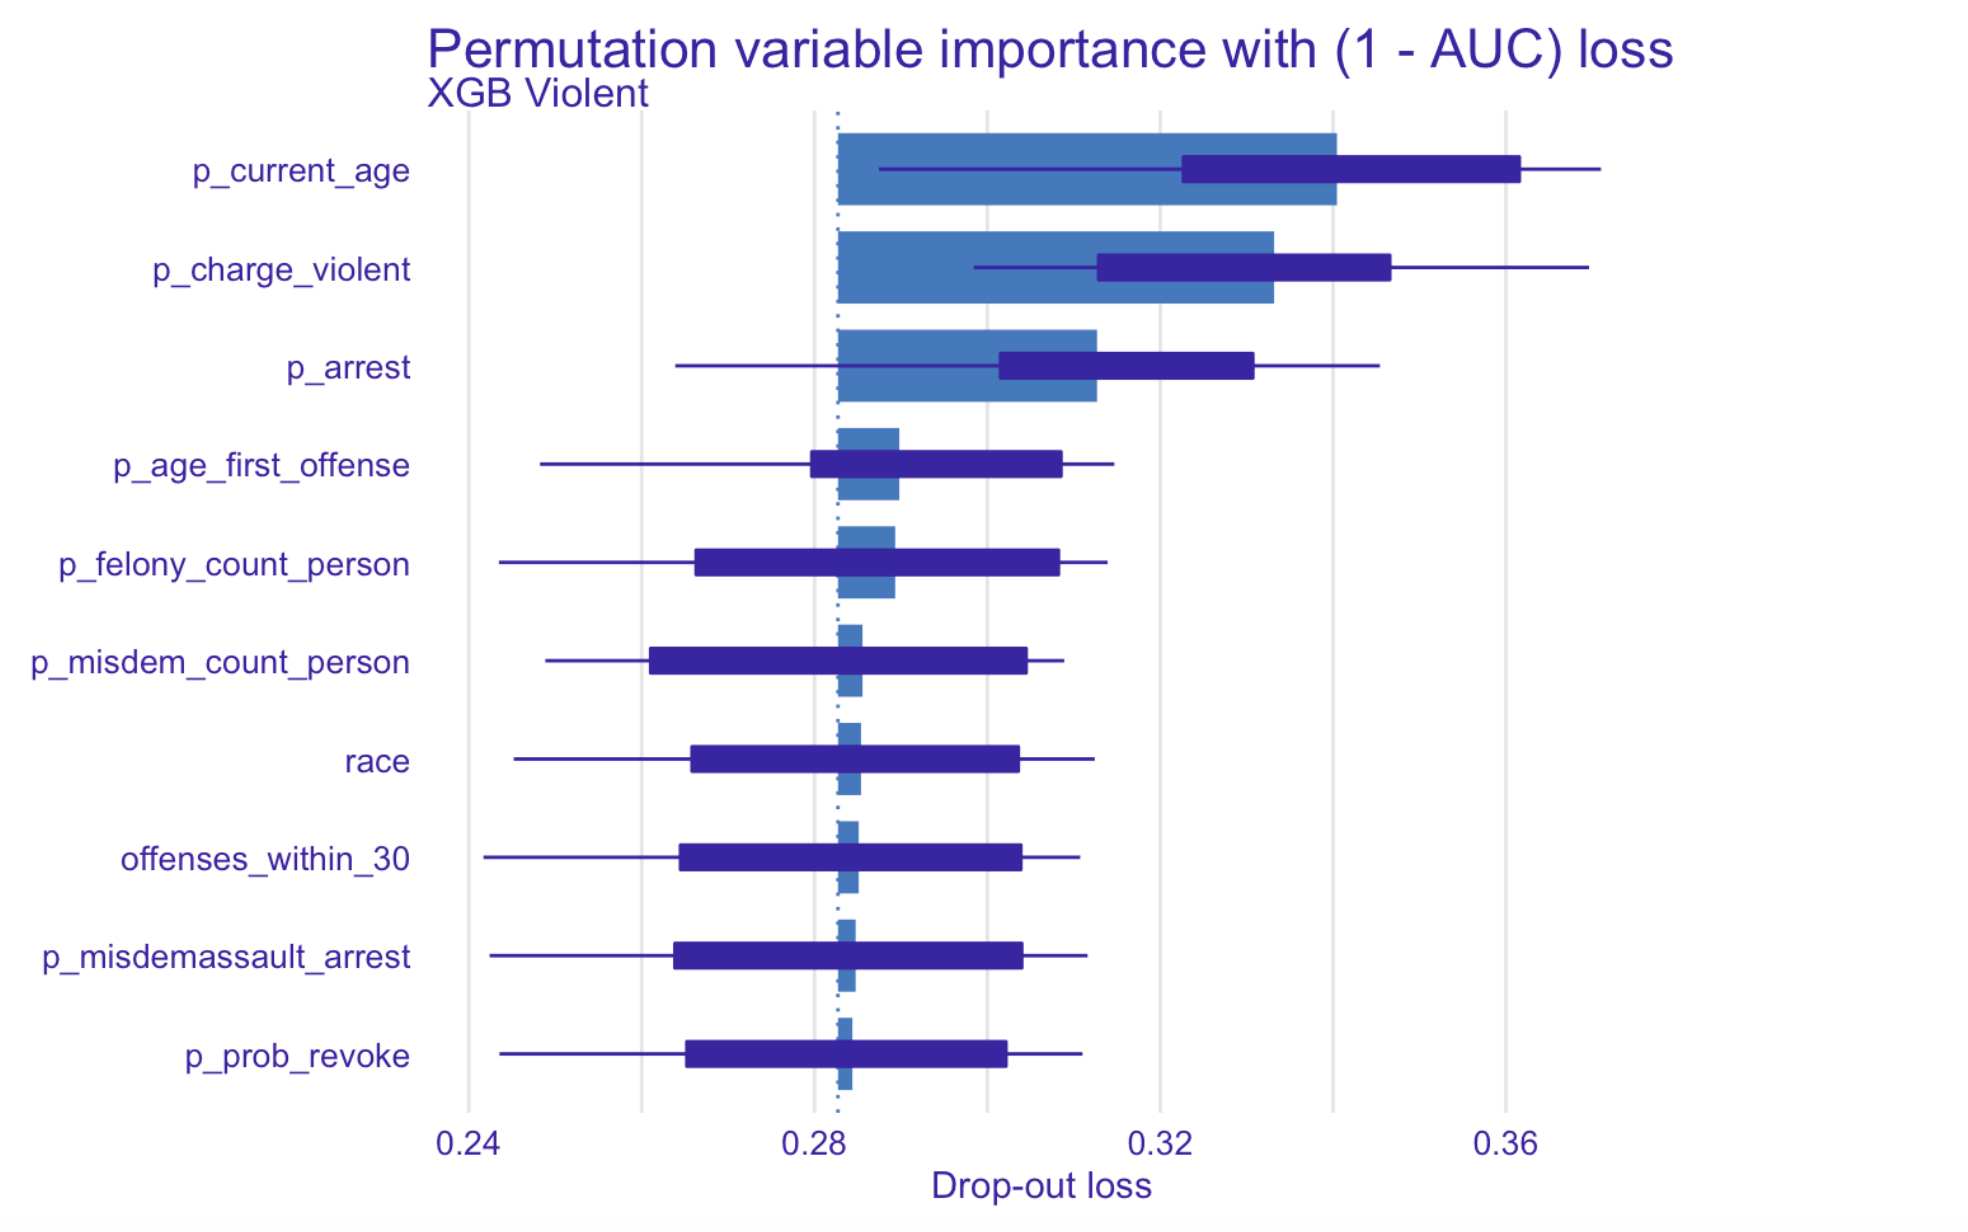 Permutation variable importance with (1 - AUC) loss
XGB Violent
p_current_age
p_charge_violent
p_arrest
p_age_first_offense
p_felony_count_person
p_misdem_count_person
race
offenses_within_30
p_misdemassault_arrest
p_prob_revoke
0.24 0.28 0.32 0.36
Drop-out loss